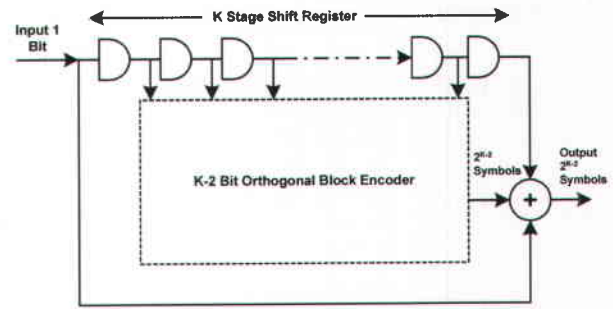 K Stage Shift Register
Input 1
Bit
K-2 Bit Orthogonal Block Encoder
2^{K-2}
Symbols
Output
2^{K-2}
Symbols
+